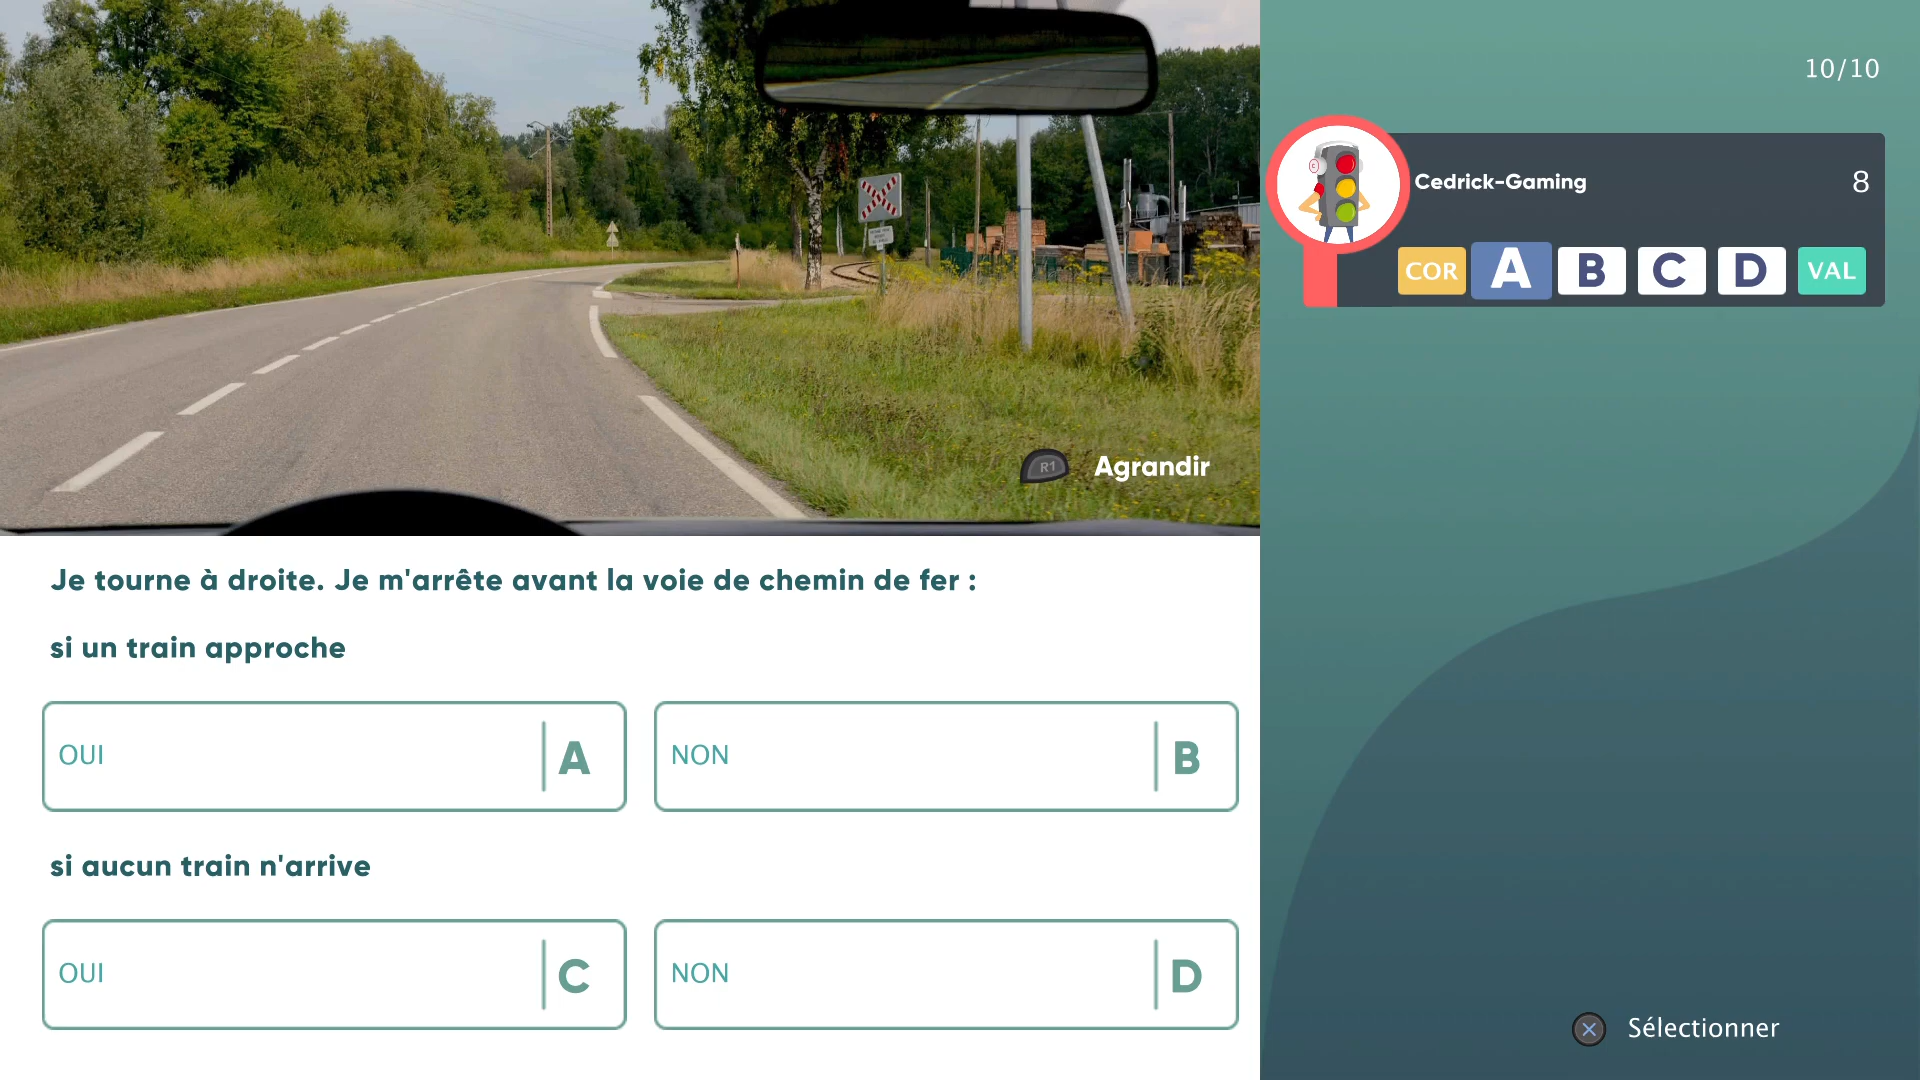 10/10
Cedrick-Gaming 8
COR A B C D VAL
R1 Agrandir
Je tourne à droite. Je m'arrête avant la voie de chemin de fer :
si un train approche
OUI A
NON B
si aucun train n'arrive
OUI C
NON D
Sélectionner